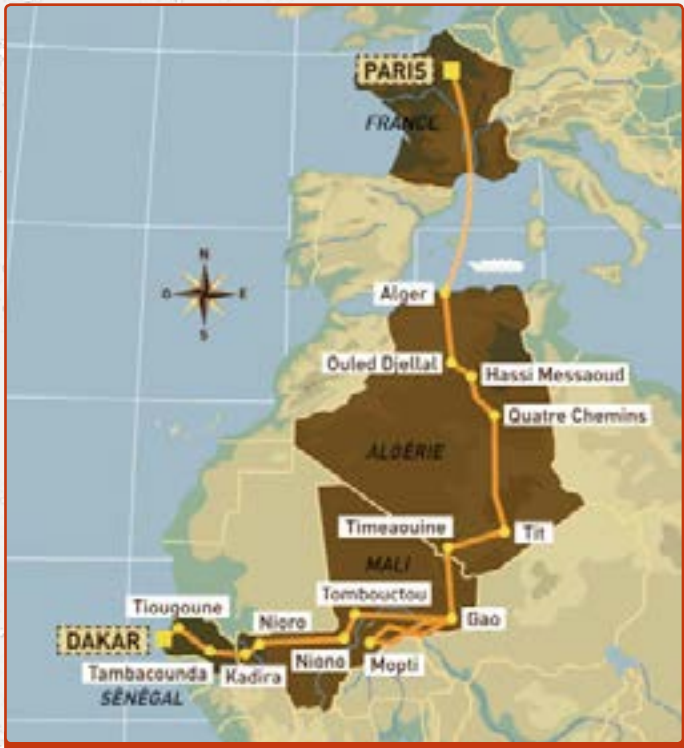 PARIS
FRANCE
N
O
E
S
Alger
Ouled Djellal
Hassi Messaoud
Quatre Chemins
ALGÉRIE
Timeaouine
Tit
MALI
Tombouctou
Tiougoune
Nioro
Gao
DAKAR
Niono
Mopti
Tambacounda
Kadira
SÉNÉGAL